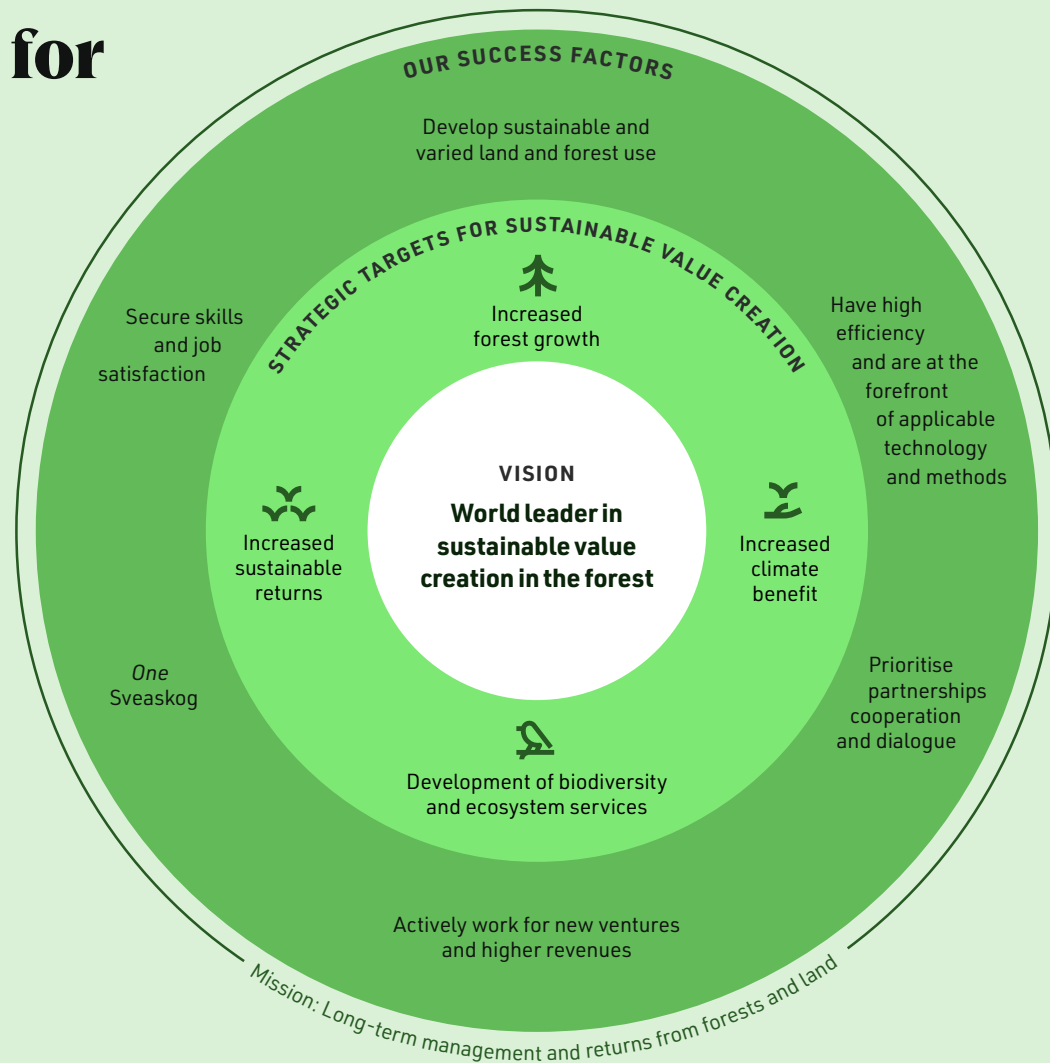 for
OUR SUCCESS FACTORS
Develop sustainable and
varied land and forest use
STRATEGIC TARGETS FOR SUSTAINABLE VALUE CREATION
Increased
forest growth
Secure skills
and job
satisfaction
Have high
efficiency
and are at the
forefront
of applicable
technology
and methods
VISION
World leader in
sustainable value
creation in the forest
Increased
sustainable
returns
Increased
climate
benefit
One
Sveaskog
Prioritise
partnerships
cooperation
and dialogue
Development of biodiversity
and ecosystem services
Actively work for new ventures
and higher revenues
Mission: Long-term management and returns from forests and land